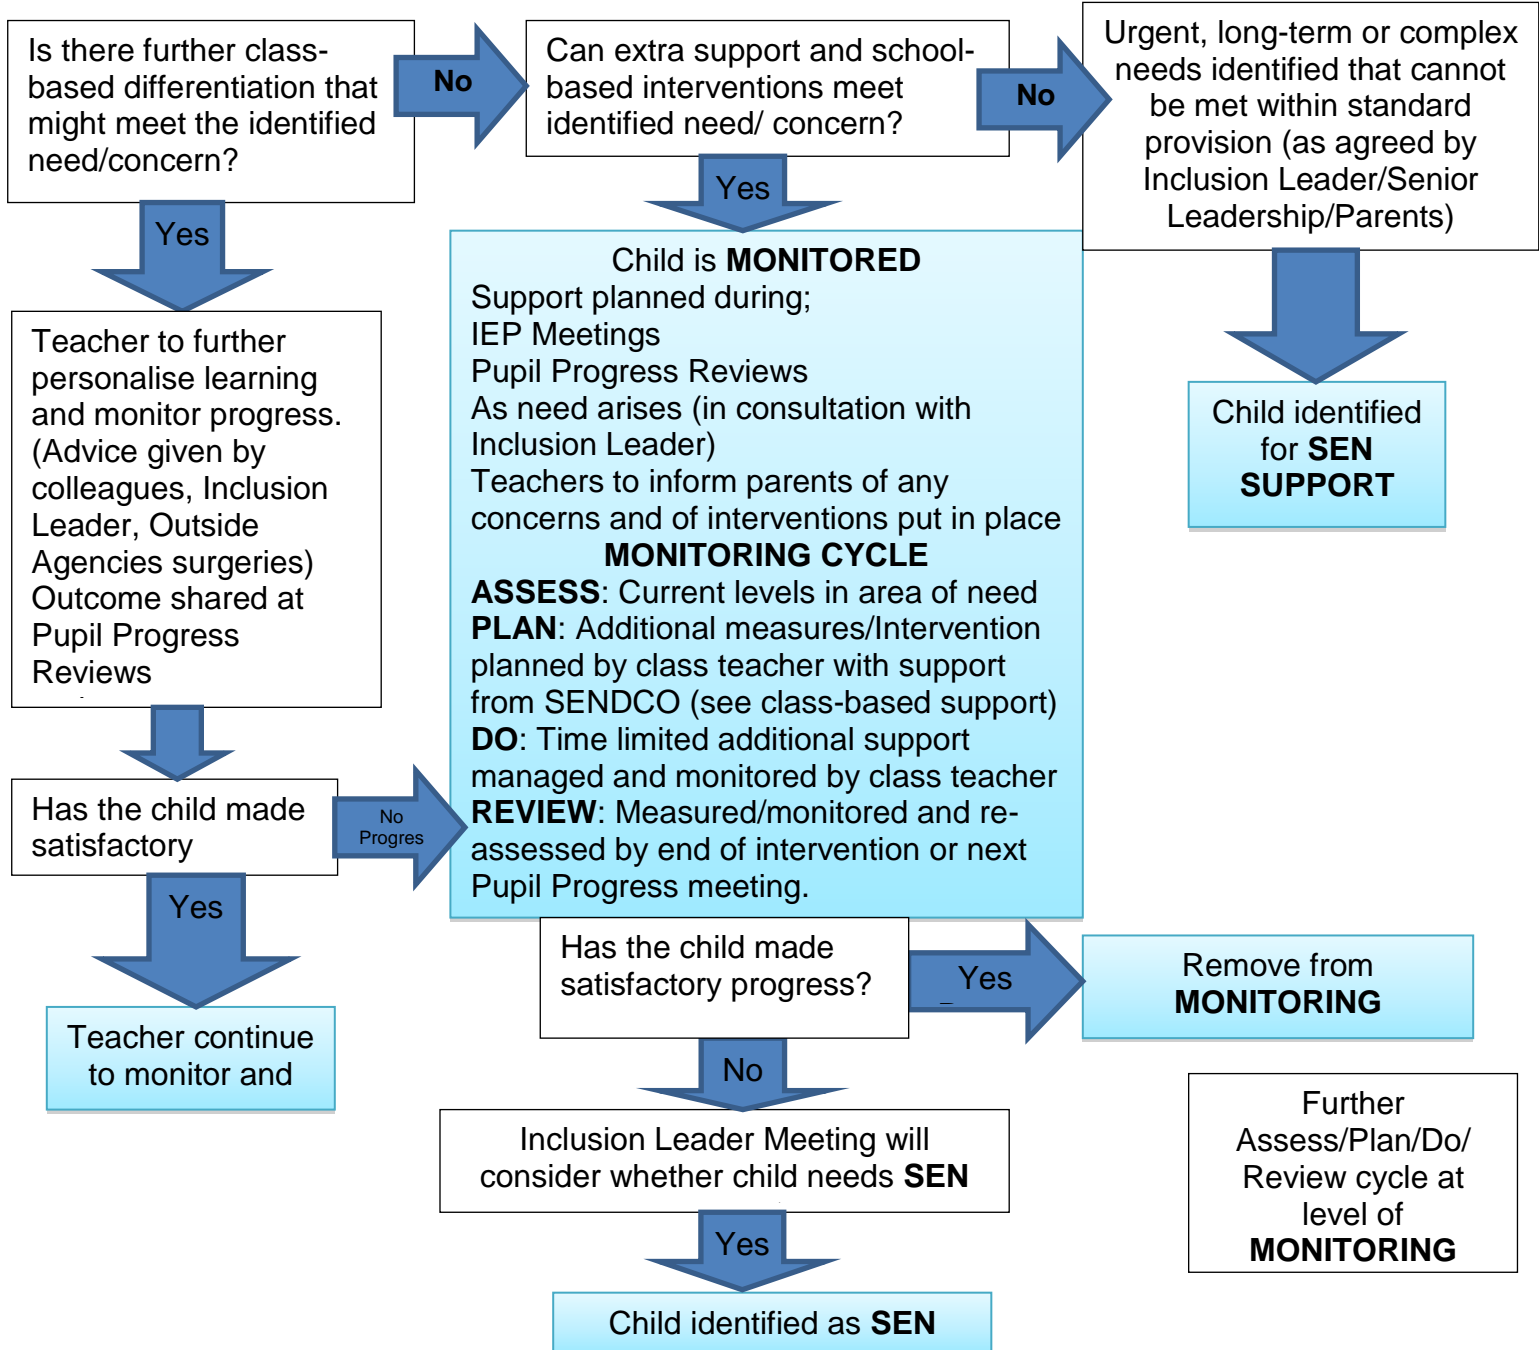 Is there further class-
based differentiation that
might meet the identified
need/concern?
No
Can extra support and school-
based interventions meet
identified need/ concern?
No
Urgent, long-term or complex
needs identified that cannot
be met within standard
provision (as agreed by
Inclusion Leader/Senior
Leadership/Parents)
Yes
Yes
Teacher to further
personalise learning
and monitor progress.
(Advice given by
colleagues, Inclusion
Leader, Outside
Agencies surgeries)
Outcome shared at
Pupil Progress
Reviews
Child is MONITORED
Support planned during;
IEP Meetings
Pupil Progress Reviews
As need arises (in consultation with
Inclusion Leader)
Teachers to inform parents of any
concerns and of interventions put in place
MONITORING CYCLE
ASSESS: Current levels in area of need
PLAN: Additional measures/Intervention
planned by class teacher with support
from SENDCO (see class-based support)
DO: Time limited additional support
managed and monitored by class teacher
REVIEW: Measured/monitored and re-
assessed by end of intervention or next
Pupil Progress meeting.
Child identified
for SEN
SUPPORT
Has the child made
satisfactory
No
Progres
Yes
Teacher continue
to monitor and
Has the child made
satisfactory progress?
Yes
Remove from
MONITORING
No
Inclusion Leader Meeting will
consider whether child needs SEN
Further
Assess/Plan/Do/
Review cycle at
level of
MONITORING
Yes
Child identified as SEN